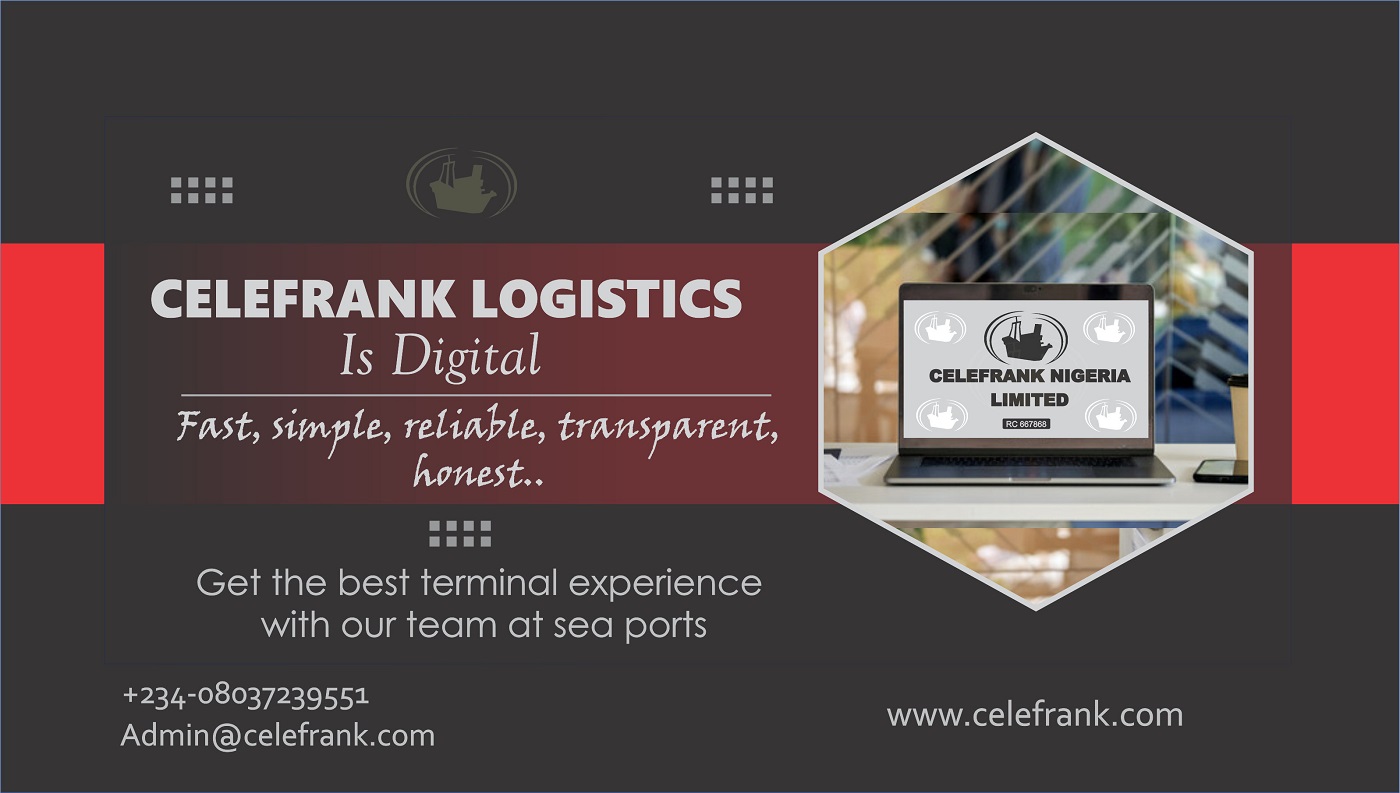 CELEFRANK LOGISTICS
Is Digital
Fast, simple, reliable, transparent,
honest..
Get the best terminal experience
with our team at sea ports
CELEFRANK NIGERIA
LIMITED
RC 667868
+234-08037239551
Admin@celefrank.com
www.celefrank.com